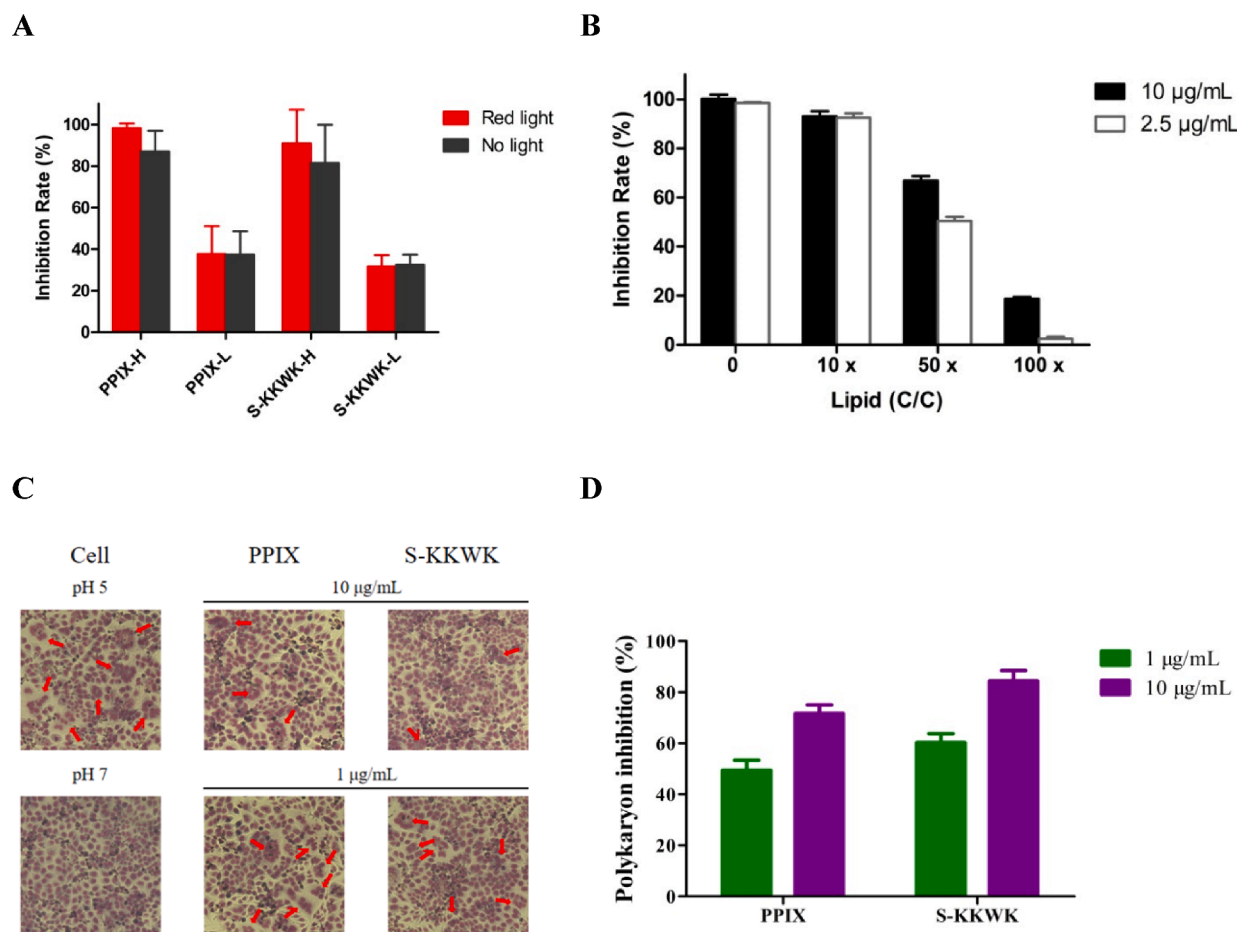 A
Inhibition Rate (%)
100
80
60
40
20
0
PPIX-H
PPIX-L
S-KKWK-H
S-KKWK-L
Red light
No light
B
Inhibition Rate (%)
100
80
60
40
20
0
0 10 x 50 x 100 x
Lipid (C/C)
10 µg/mL
2.5 µg/mL
C
Cell PPIX S-KKWK
pH 5 10 µg/mL
pH 7 1 µg/mL
D
Polykaryon inhibition (%)
100
80
60
40
20
0
PPIX S-KKWK
1 µg/mL
10 µg/mL